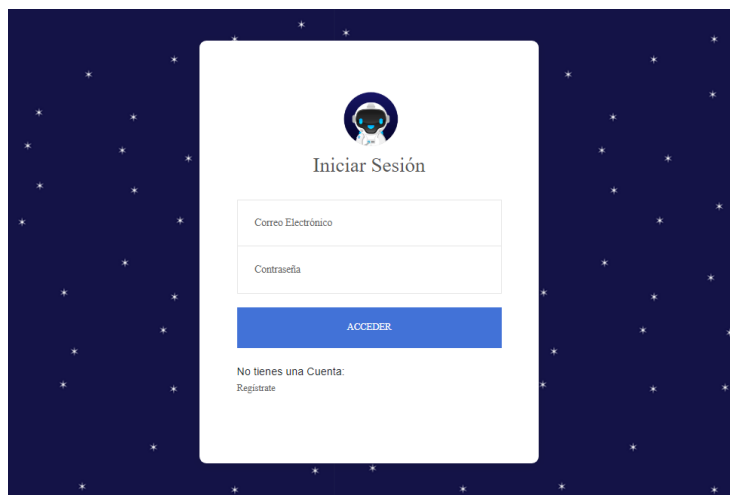 Iniciar Sesión
Correo Electrónico
Contraseña
ACCEDER
No tienes una Cuenta:
Regístrate